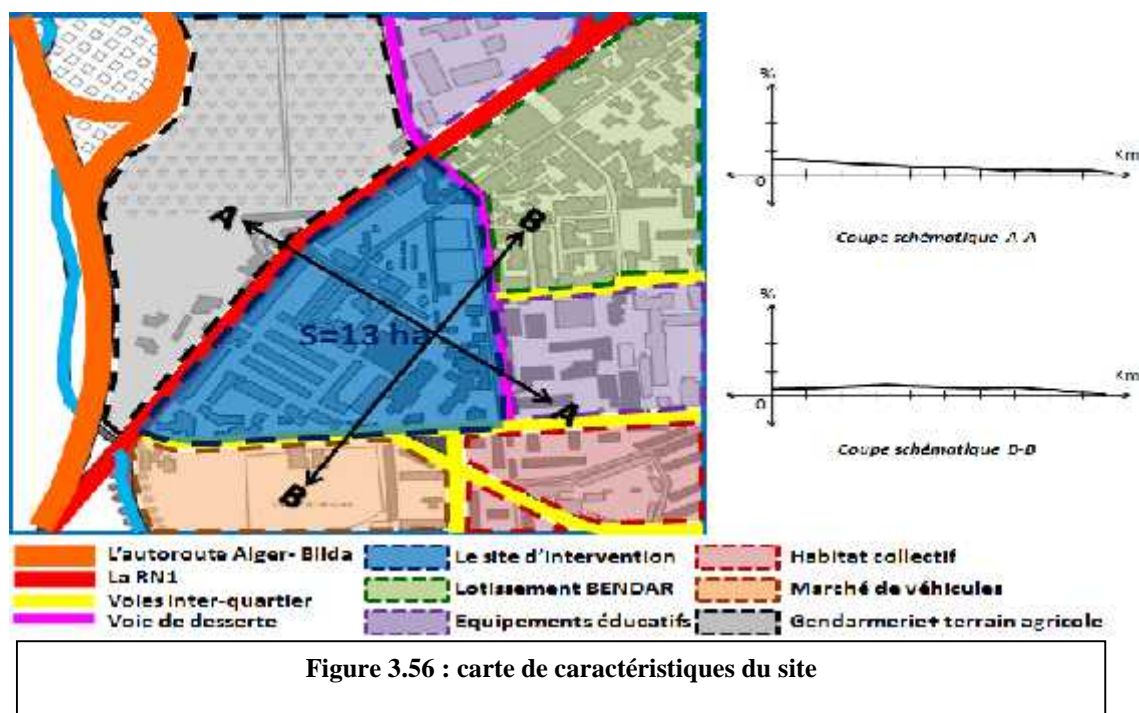 A
B
S=13 ha
A
B
%
Km
0
Coupe schématique A-A
%
Km
0
Coupe schématique B-B
L'autoroute Alger- Blida
La RN1
Voies inter-quartier
Voie de desserte
Le site d'intervention
Lotissement BENDAR
Equipements éducatifs
Habitat collectif
Marché de véhicules
Gendarmerie+ terrain agricole
Figure 3.56 : carte de caractéristiques du site